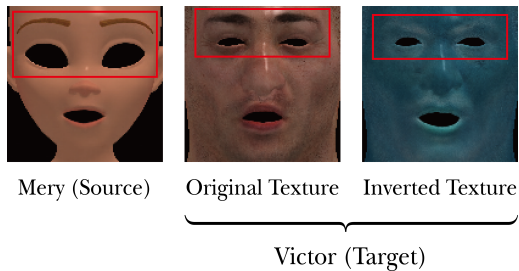 Mery (Source)
Original Texture
Inverted Texture
Victor (Target)